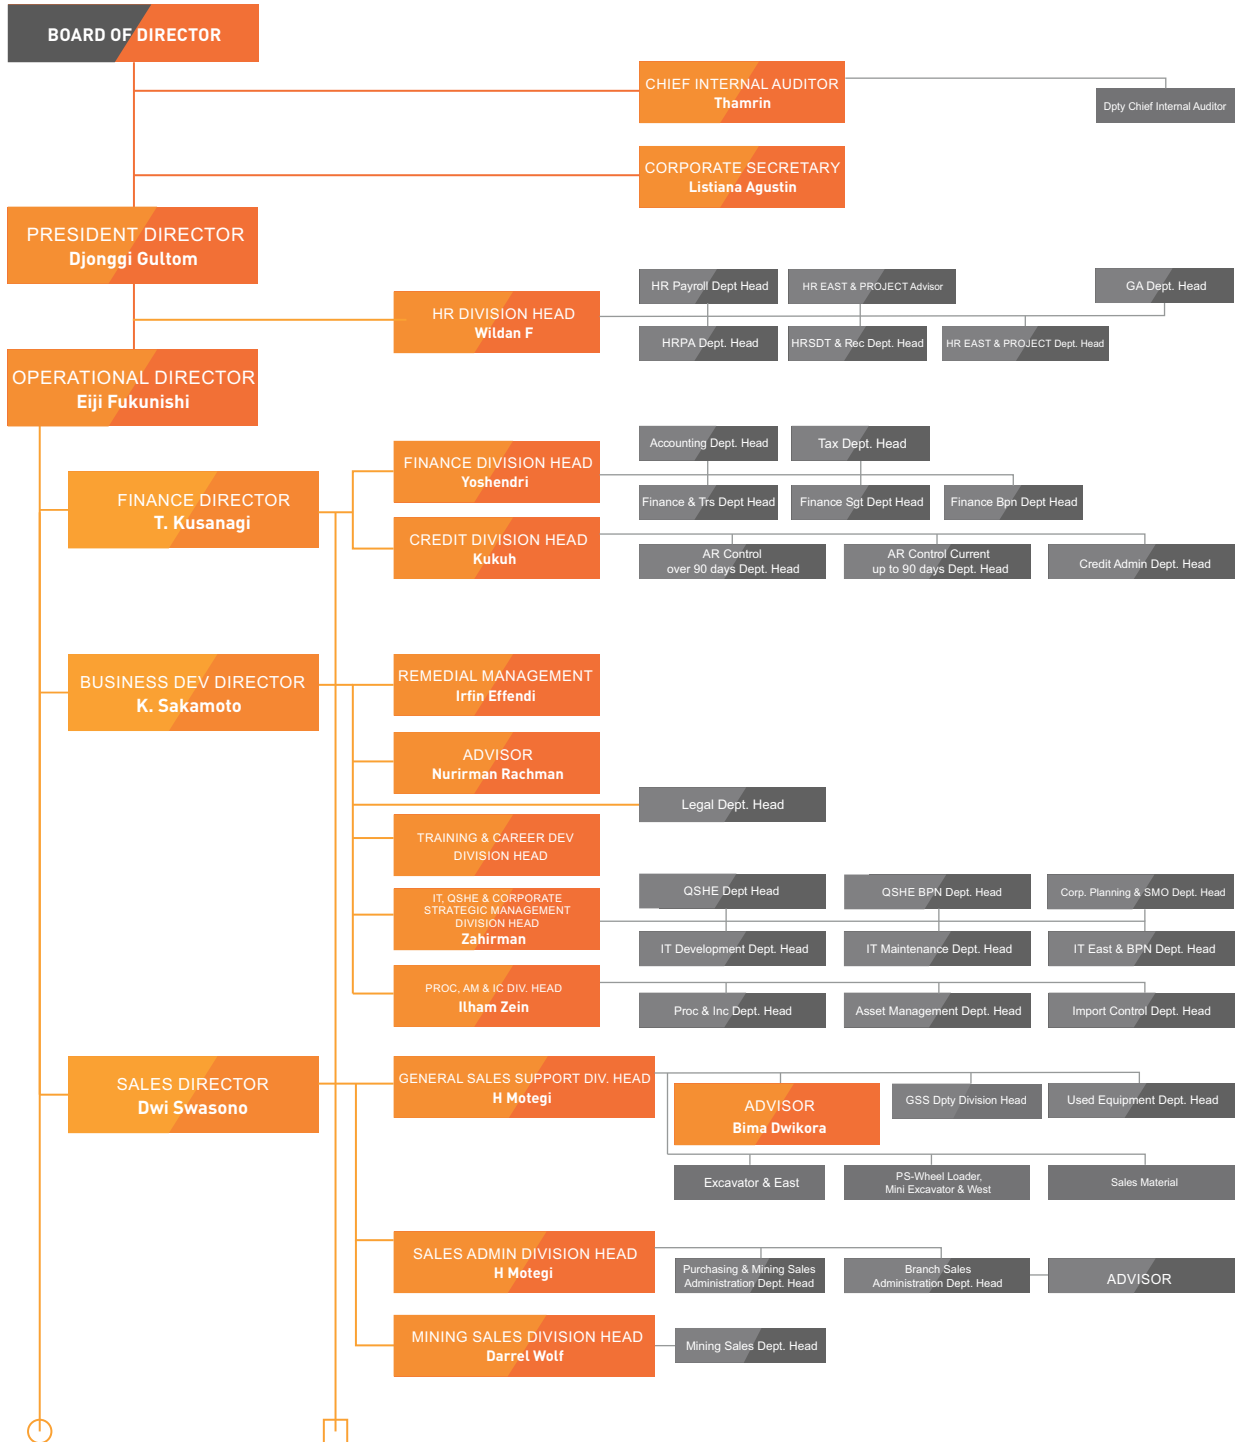 BOARD OF DIRECTOR
CHIEF INTERNAL AUDITOR
Thamrin
Dpty Chief Internal Auditor
CORPORATE SECRETARY
Listiana Agustin
PRESIDENT DIRECTOR
Djonggi Gultom
HR DIVISION HEAD
Wildan F
HR Payroll Dept Head
HR EAST & PROJECT Advisor
GA Dept. Head
HRPA Dept. Head
HRSDT & Rec Dept. Head
HR EAST & PROJECT Dept. Head
OPERATIONAL DIRECTOR
Eiji Fukunishi
FINANCE DIRECTOR
T. Kusanagi
FINANCE DIVISION HEAD
Yoshendri
Accounting Dept. Head
Tax Dept. Head
Finance & Trs Dept Head
Finance Sgt Dept Head
Finance Bpn Dept Head
CREDIT DIVISION HEAD
Kukuh
AR Control
over 90 days Dept. Head
AR Control Current
up to 90 days Dept. Head
Credit Admin Dept. Head
BUSINESS DEV DIRECTOR
K. Sakamoto
REMEDIAL MANAGEMENT
Irfin Effendi
ADVISOR
Nurirman Rachman
Legal Dept. Head
TRAINING & CAREER DEV
DIVISION HEAD
IT, QSHE & CORPORATE
STRATEGIC MANAGEMENT
DIVISION HEAD
Zahirman
QSHE Dept Head
QSHE BPN Dept. Head
Corp. Planning & SMO Dept. Head
IT Development Dept. Head
IT Maintenance Dept. Head
IT East & BPN Dept. Head
PROC, AM & IC DIV. HEAD
Ilham Zein
Proc & Inc Dept. Head
Asset Management Dept. Head
Import Control Dept. Head
SALES DIRECTOR
Dwi Swasono
GENERAL SALES SUPPORT DIV. HEAD
H Motegi
ADVISOR
Bima Dwikora
GSS Dpty Division Head
Used Equipment Dept. Head
Excavator & East
PS-Wheel Loader,
Mini Excavator & West
Sales Material
SALES ADMIN DIVISION HEAD
H Motegi
Purchasing & Mining Sales
Administration Dept. Head
Branch Sales
Administration Dept. Head
ADVISOR
MINING SALES DIVISION HEAD
Darrel Wolf
Mining Sales Dept. Head